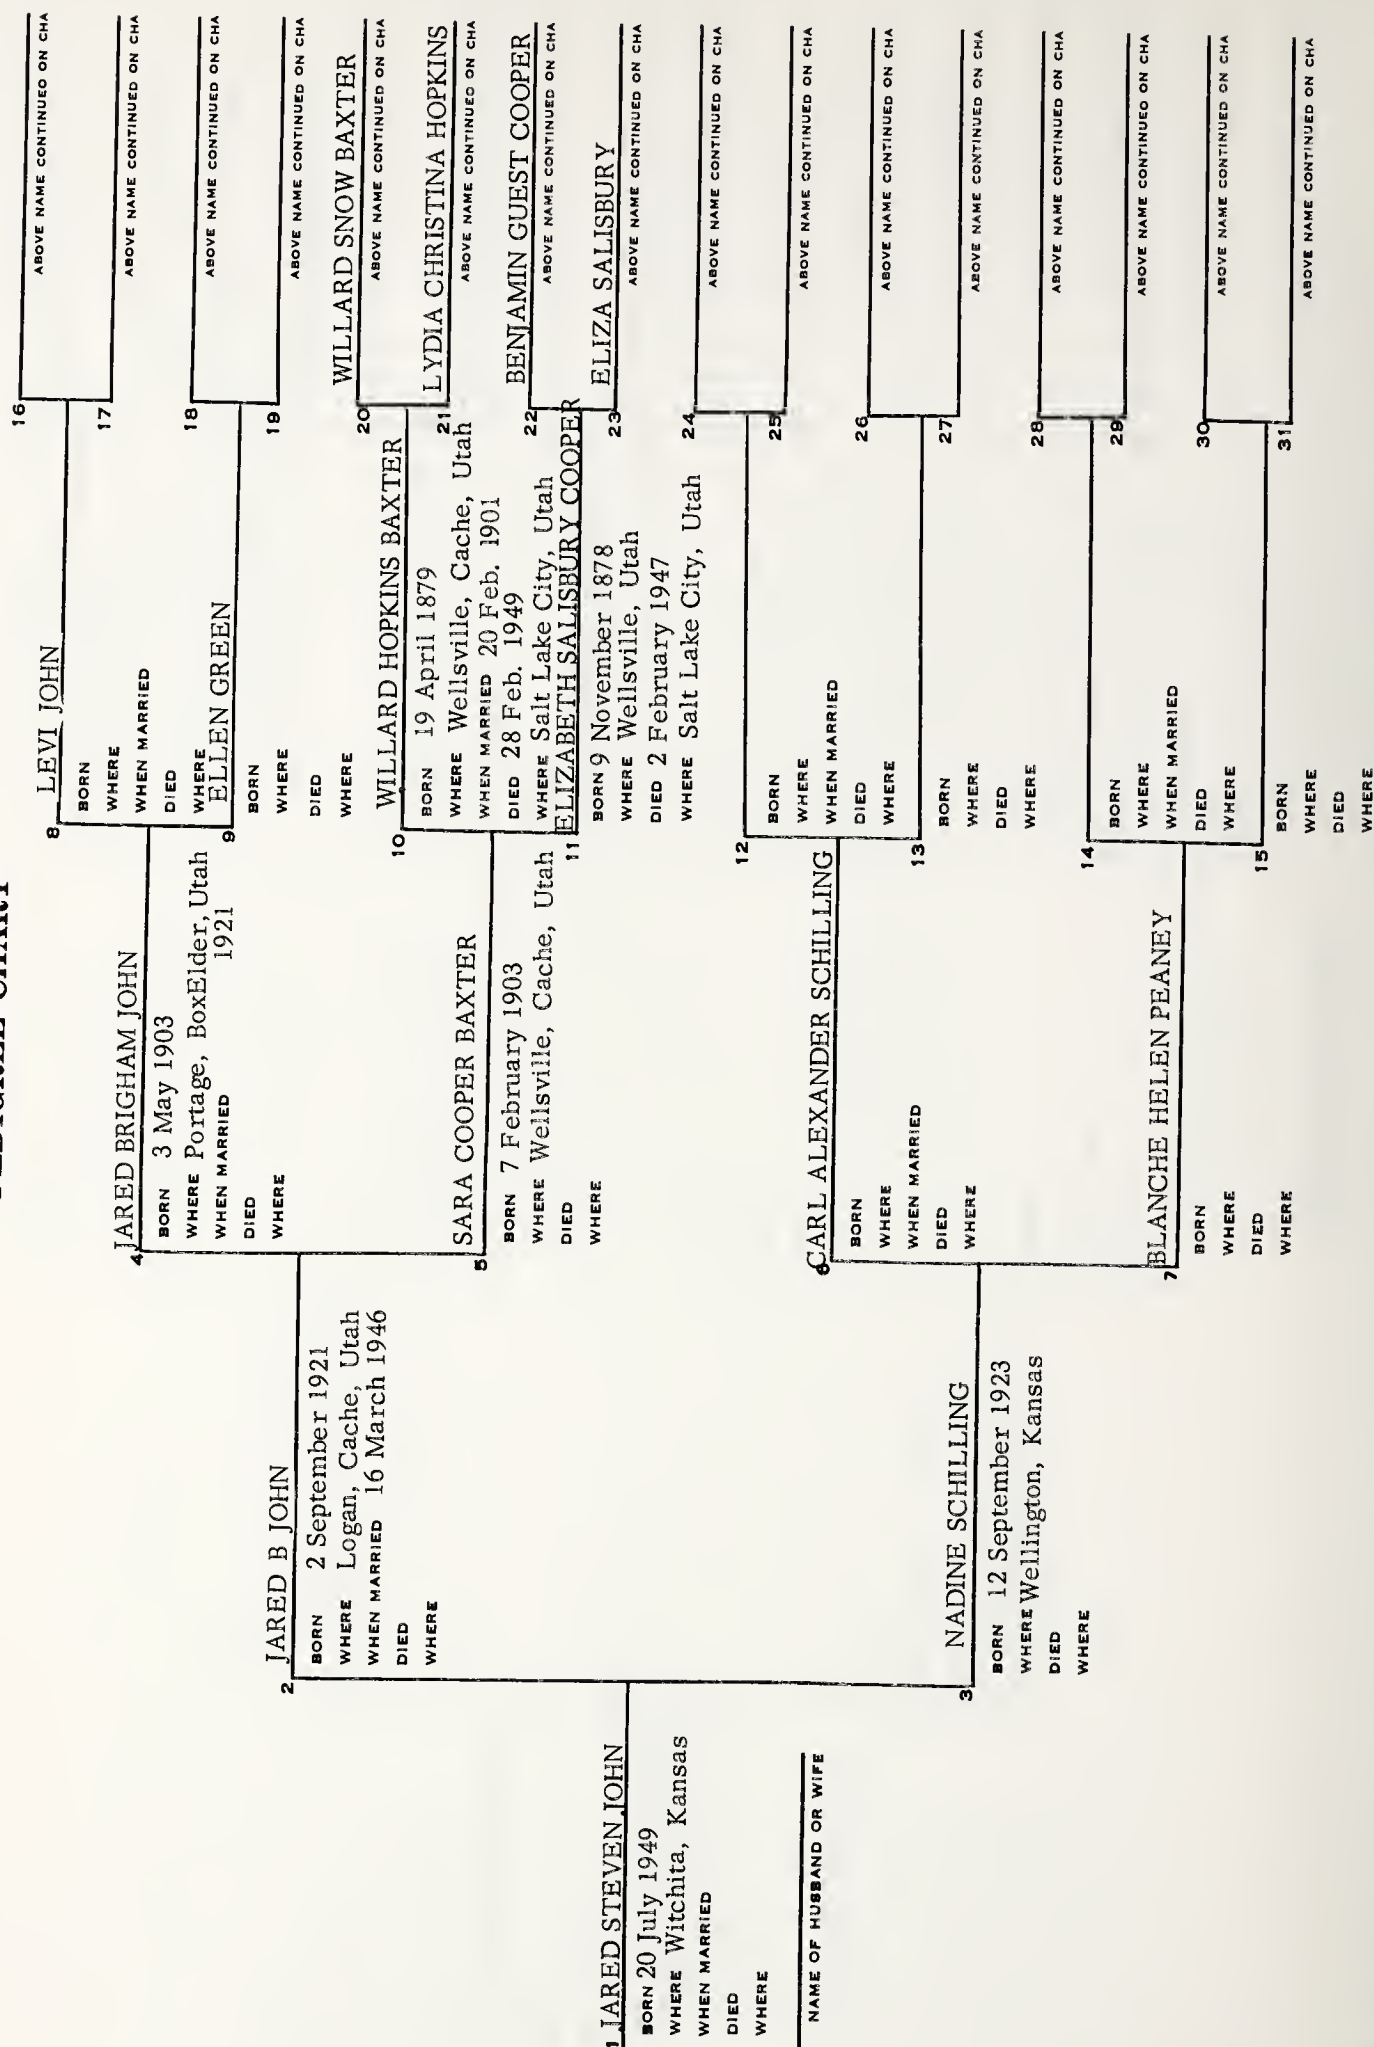 PEDIGREE CHART
1 JARED STEVEN JOHN
BORN 20 July 1949
WHERE Witchita, Kansas
WHEN MARRIED
DIED
WHERE
NAME OF HUSBAND OR WIFE
2 JARED B JOHN
BORN 2 September 1921
WHERE Logan, Cache, Utah
WHEN MARRIED 16 March 1946
DIED
WHERE
3 NADINE SCHILLING
BORN 12 September 1923
WHERE Wellington, Kansas
DIED
WHERE
4 JARED BRIGHAM JOHN
BORN 3 May 1903
WHERE Portage, BoxElder, Utah
WHEN MARRIED 1921
DIED
WHERE
5 SARA COOPER BAXTER
BORN 7 February 1903
WHERE Wellsville, Cache, Utah
DIED
WHERE
6 CARL ALEXANDER SCHILLING
BORN
WHERE
WHEN MARRIED
DIED
WHERE
7 BLANCHE HELEN PEANEY
BORN
WHERE
DIED
WHERE
8 LEVI JOHN
BORN
WHERE
WHEN MARRIED
DIED
WHERE
9 ELLEN GREEN
BORN
WHERE
DIED
WHERE
10 WILLARD HOPKINS BAXTER
BORN 19 April 1879
WHERE Wellsville, Cache, Utah
WHEN MARRIED 20 Feb. 1901
DIED 28 Feb. 1949
WHERE Salt Lake City, Utah
11 ELIZABETH SALISBURY COOPER
BORN 9 November 1878
WHERE Wellsville, Utah
DIED 2 February 1947
WHERE Salt Lake City, Utah
12
BORN
WHERE
WHEN MARRIED
DIED
WHERE
13
BORN
WHERE
DIED
WHERE
14
BORN
WHERE
WHEN MARRIED
DIED
WHERE
15
BORN
WHERE
DIED
WHERE
16
ABOVE NAME CONTINUED ON CHA
17
ABOVE NAME CONTINUED ON CHA
18
ABOVE NAME CONTINUED ON CHA
19
ABOVE NAME CONTINUED ON CHA
20 WILLARD SNOW BAXTER
ABOVE NAME CONTINUED ON CHA
21 LYDIA CHRISTINA HOPKINS
ABOVE NAME CONTINUED ON CHA
22 BENJAMIN GUEST COOPER
ABOVE NAME CONTINUED ON CHA
23 ELIZA SALISBURY
ABOVE NAME CONTINUED ON CHA
24
ABOVE NAME CONTINUED ON CHA
25
ABOVE NAME CONTINUED ON CHA
26
ABOVE NAME CONTINUED ON CHA
27
ABOVE NAME CONTINUED ON CHA
28
ABOVE NAME CONTINUED ON CHA
29
ABOVE NAME CONTINUED ON CHA
30
ABOVE NAME CONTINUED ON CHA
31
ABOVE NAME CONTINUED ON CHA